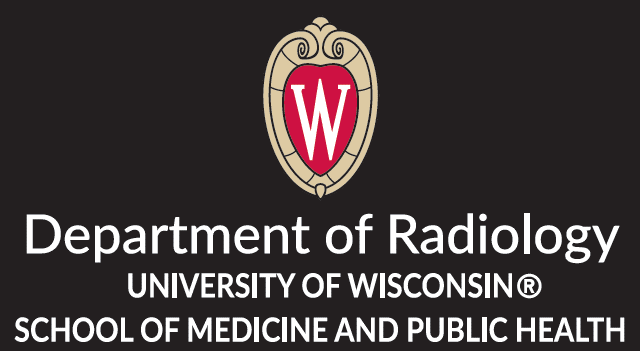 W
Department of Radiology
UNIVERSITY OF WISCONSIN®
SCHOOL OF MEDICINE AND PUBLIC HEALTH